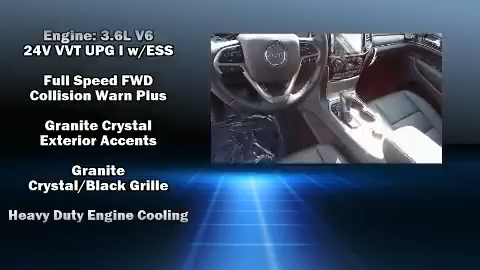 Engine: 3.6L V6
24V VVT UPG I w/ESS
Full Speed FWD
Collision Warn Plus
Granite Crystal
Exterior Accents
Granite
Crystal/Black Grille
Heavy Duty Engine Cooling